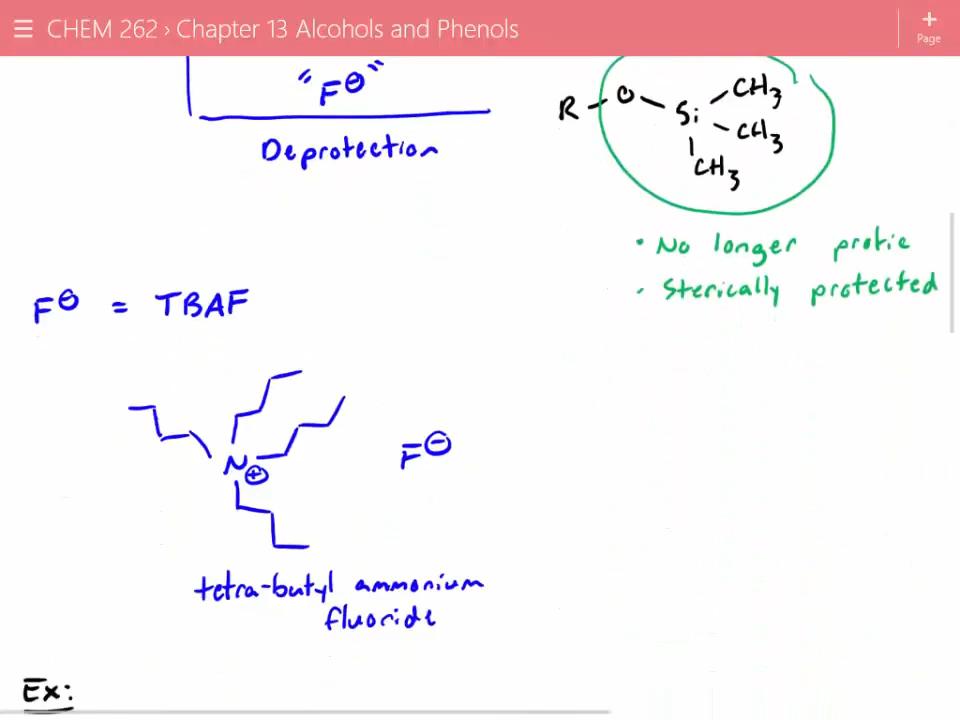 ☰ CHEM 262 › Chapter 13 Alcohols and Phenols
+
Page
"F⊖"
Deprotection
R - O - Si - CH3
- CH3
CH3
• No longer protic
• Sterically protected
F⊖ = TBAF
N⊕
F⊖
tetra-butyl ammonium
fluoride
Ex: